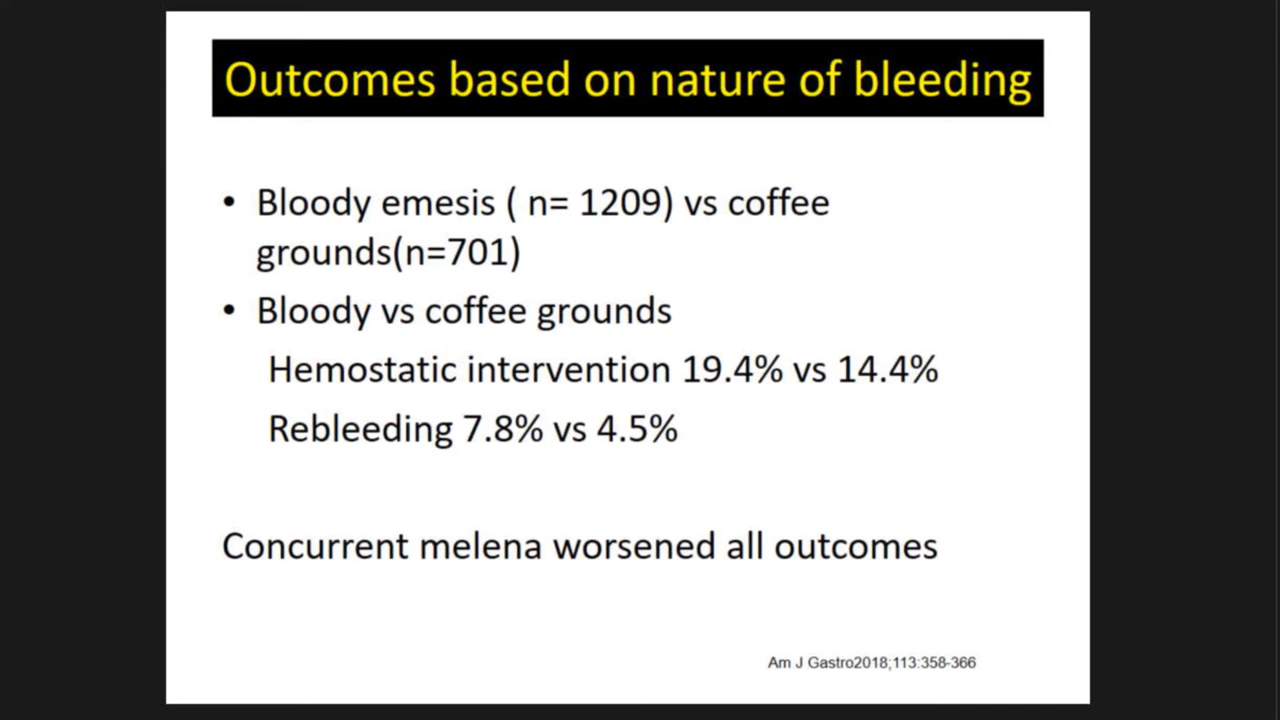 Outcomes based on nature of bleeding
• Bloody emesis ( n= 1209) vs coffee
grounds(n=701)
• Bloody vs coffee grounds
Hemostatic intervention 19.4% vs 14.4%
Rebleeding 7.8% vs 4.5%
Concurrent melena worsened all outcomes
Am J Gastro2018;113:358-366